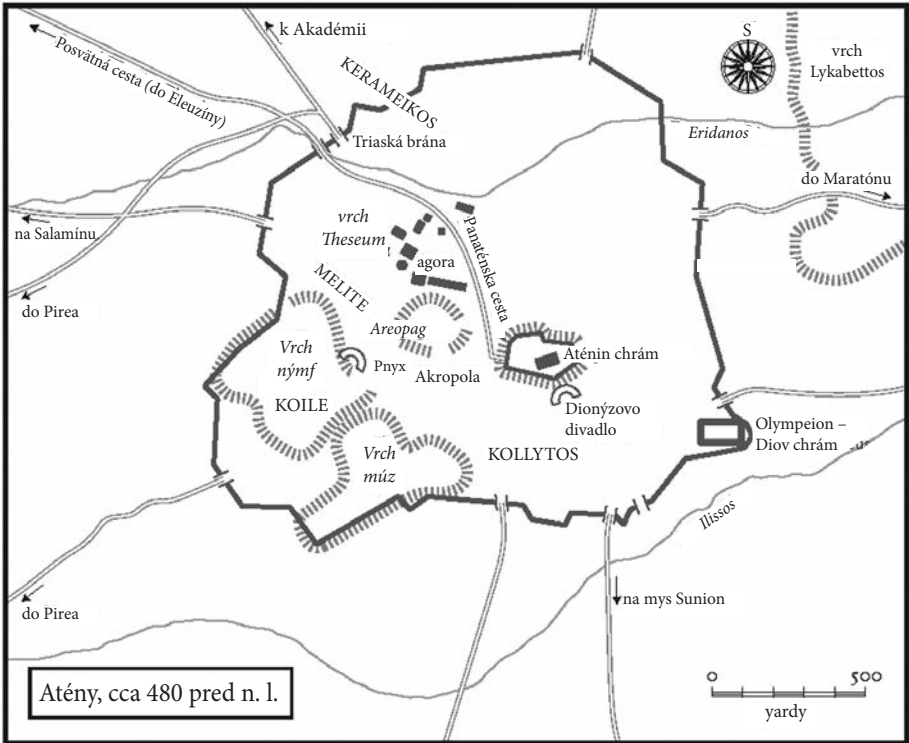 k Akadémii
Posvätná cesta (do Eleuzíny)
KERAMEIKOS
Triaská brána
S
vrch
Lykabettos
Eridanos
do Maratónu
na Salamínu
vrch
Theseum
agora
Panaténska cesta
do Pirea
MELITE
Areopag
Vrch
nýmf
Pnyx
Akropola
Aténin chrám
KOILE
Dionýzovo
divadlo
Olympeion –
Diov chrám
Vrch
múz
KOLLYTOS
Ilissos
do Pirea
na mys Sunion
Atény, cca 480 pred n. l.
0 500
yardy